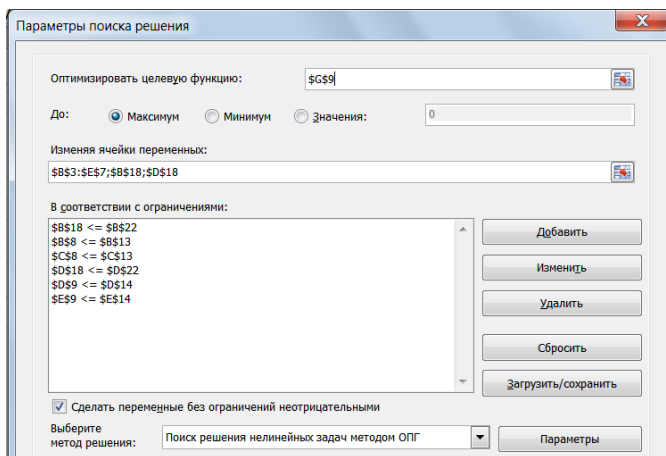 Параметры поиска решения
Оптимизировать целевую функцию: $G$9
До: Максимум Минимум Значения: 0
Изменяя ячейки переменных:
$B$3:$E$7;$B$18;$D$18
В соответствии с ограничениями:
$B$18 <= $B$22
$B$8 <= $B$13
$C$8 <= $C$13
$D$18 <= $D$22
$D$9 <= $D$14
$E$9 <= $E$14
Добавить
Изменить
Удалить
Сбросить
Загрузить/сохранить
Сделать переменные без ограничений неотрицательными
Выберите
метод решения: Поиск решения нелинейных задач методом ОПГ Параметры